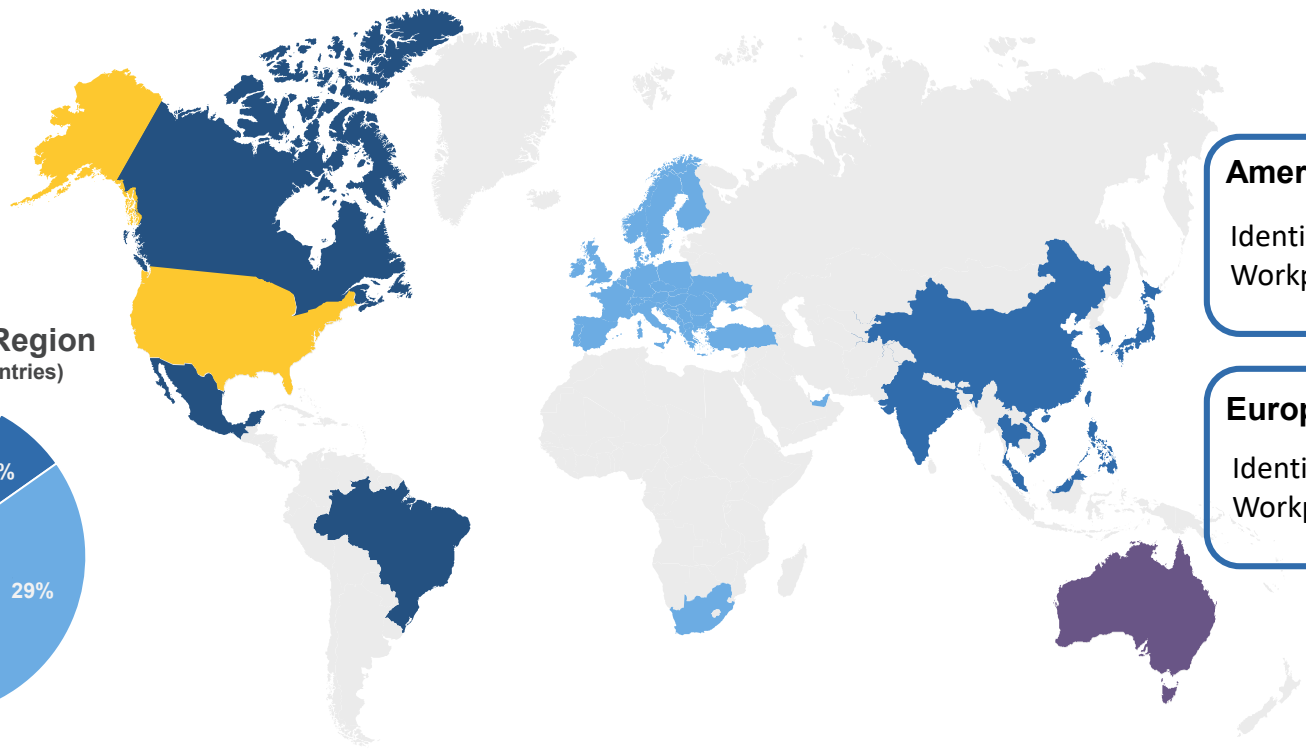 Region
ntries)
%
29%
Amer
Identi
Workp
Europ
Identi
Workp